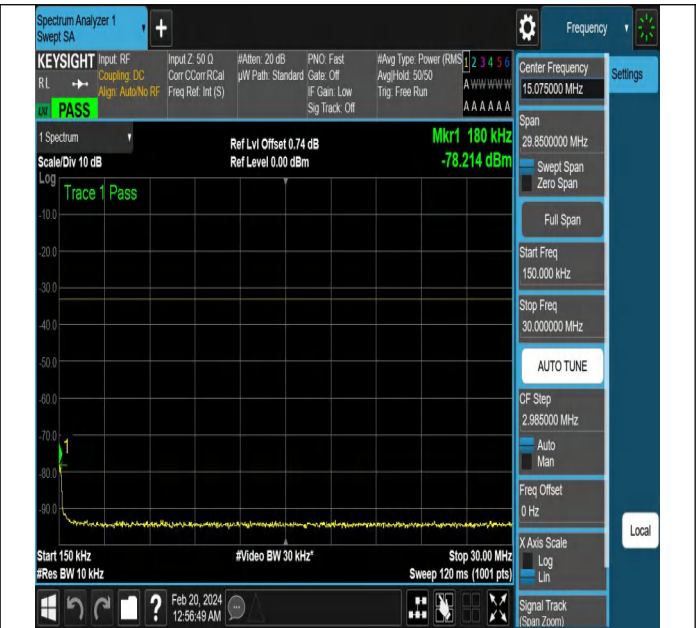 Spectrum Analyzer 1
Swept SA
+
Frequency
KEYSIGHT
RL
PASS
Input: RF
Coupling: DC
Align: Auto/No RF
Input Z: 50 Ω
Corr CCorr RCal
Freq Ref: Int (S)
#Atten: 20 dB
µW Path: Standard
PNO: Fast
Gate: Off
IF Gain: Low
Sig Track: Off
#Avg Type: Power (RMS
Avg|Hold: 50/50
Trig: Free Run
1 2 3 4 5 6
A W W W W W
A A A A A A
1 Spectrum
Scale/Div 10 dB
Ref Lvl Offset 0.74 dB
Ref Level 0.00 dBm
Mkr1 180 kHz
-78.214 dBm
Log
Trace 1 Pass
-10.0
-20.0
-30.0
-40.0
-50.0
-60.0
-70.0
1
-80.0
-90.0
Start 150 kHz
#Res BW 10 kHz
#Video BW 30 kHz*
Stop 30.00 MHz
Sweep 120 ms (1001 pts)
?
Feb 20, 2024
12:56:49 AM
Center Frequency
15.075000 MHz
Settings
Span
29.8500000 MHz
Swept Span
Zero Span
Full Span
Start Freq
150.000 kHz
Stop Freq
30.000000 MHz
AUTO TUNE
CF Step
2.985000 MHz
Auto
Man
Freq Offset
0 Hz
X Axis Scale
Log
Lin
Local
Signal Track
(Span Zoom)